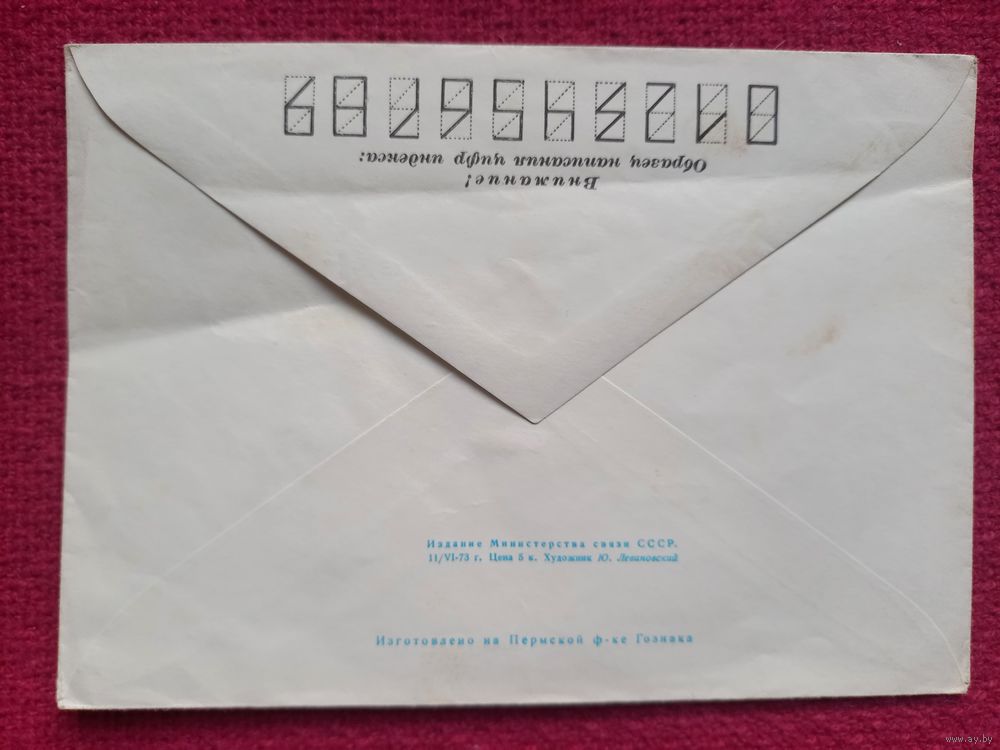 Внимание!
Образец написания цифр индекса:
0123456789
Издание Министерства связи СССР.
11/VI-73 г. Цена 5 к. Художник Ю. Левиновский
Изготовлено на Пермской ф-ке Гознака
www.ay.by